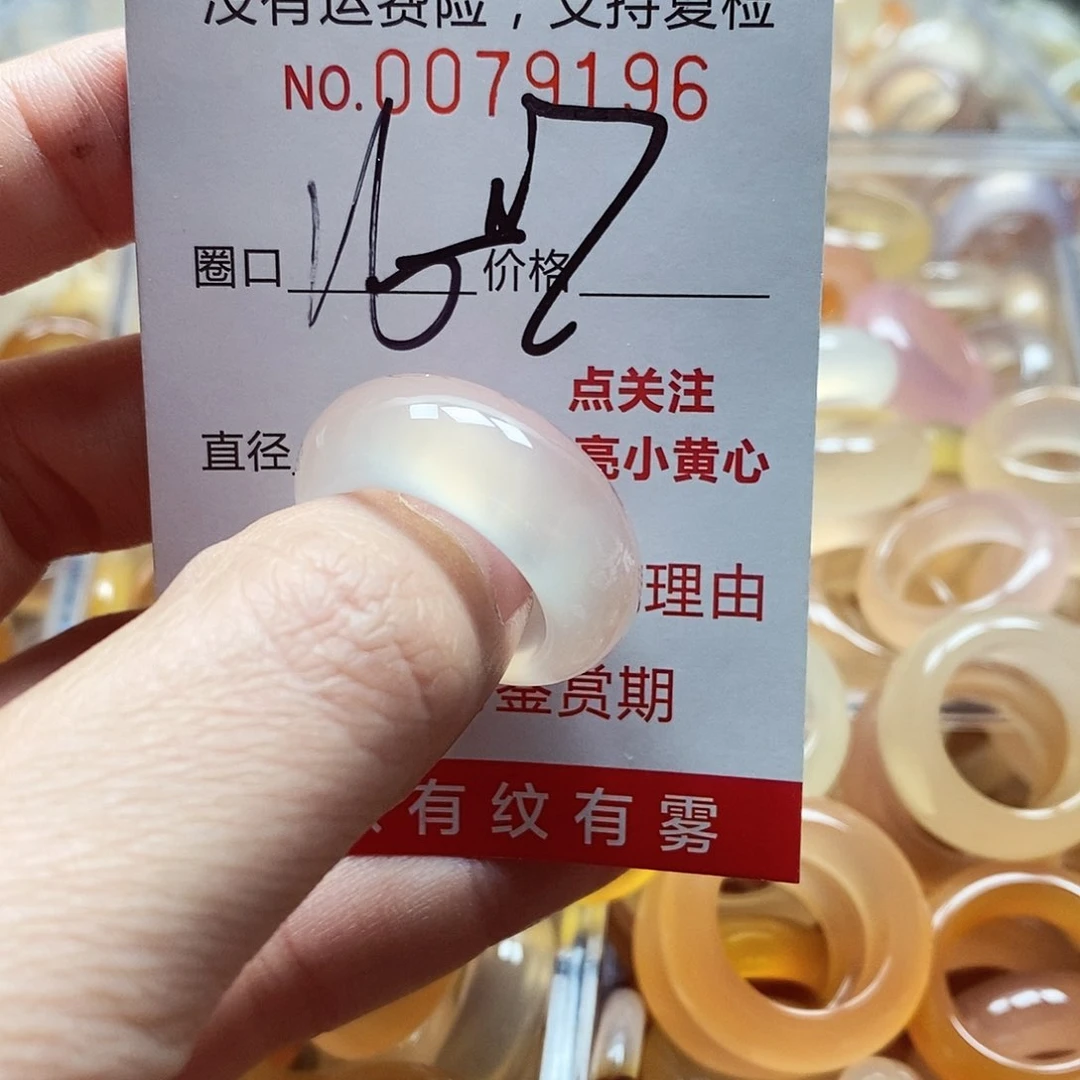 没有运费险，支持复检
NO.0079196
圈口 16 价格
点关注
直径 亮小黄心
理由
鉴赏期
有纹有雾